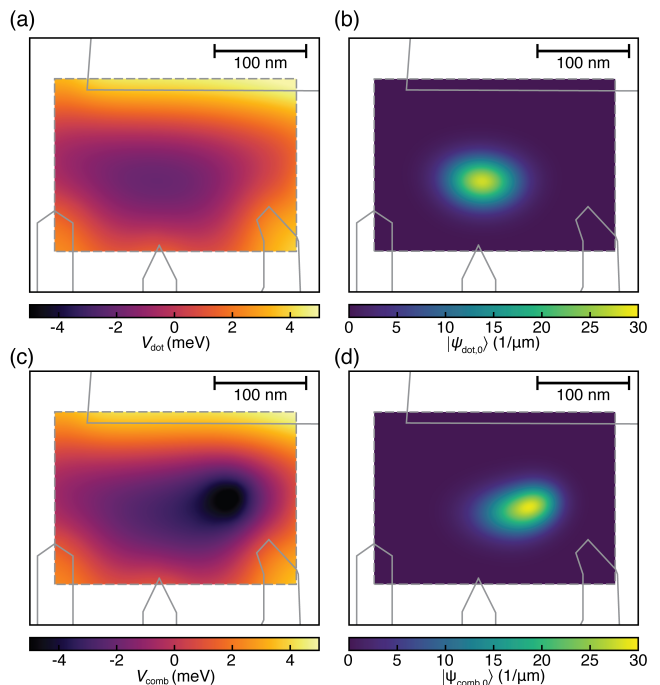 (a)
(b)
100 nm
100 nm
-4 -2 0 2 4
0 5 10 15 20 25 30
V_dot (meV)
|ψ_dot,0⟩ (1/μm)
(c)
(d)
100 nm
100 nm
-4 -2 0 2 4
0 5 10 15 20 25 30
V_comb (meV)
|ψ_comb,0⟩ (1/μm)